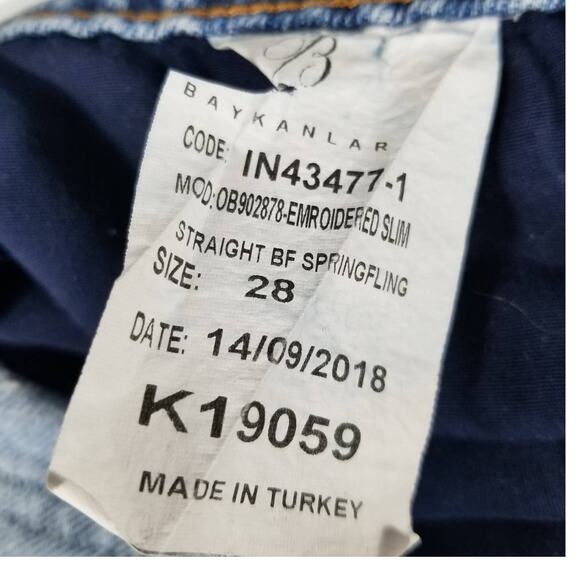 B
BAYKANLAR
CODE: IN43477-1
MOD:OB902878-EMROIDERED SLIM
STRAIGHT BF SPRINGFLING
SIZE: 28
DATE: 14/09/2018
K19059
MADE IN TURKEY